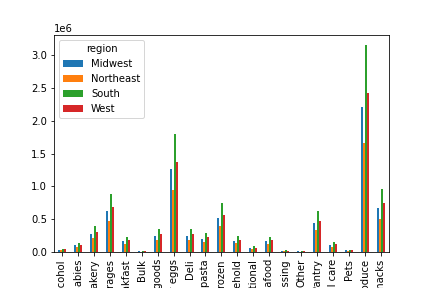 1e6
region
Midwest
Northeast
South
West
3.0
2.5
2.0
1.5
1.0
0.5
0.0
cohol
abies
akery
rages
kfast
Bulk
goods
eggs
Deli
pasta
rozen
ehold
tional
afood
ssing
Other
antry
l care
Pets
oduce
nacks